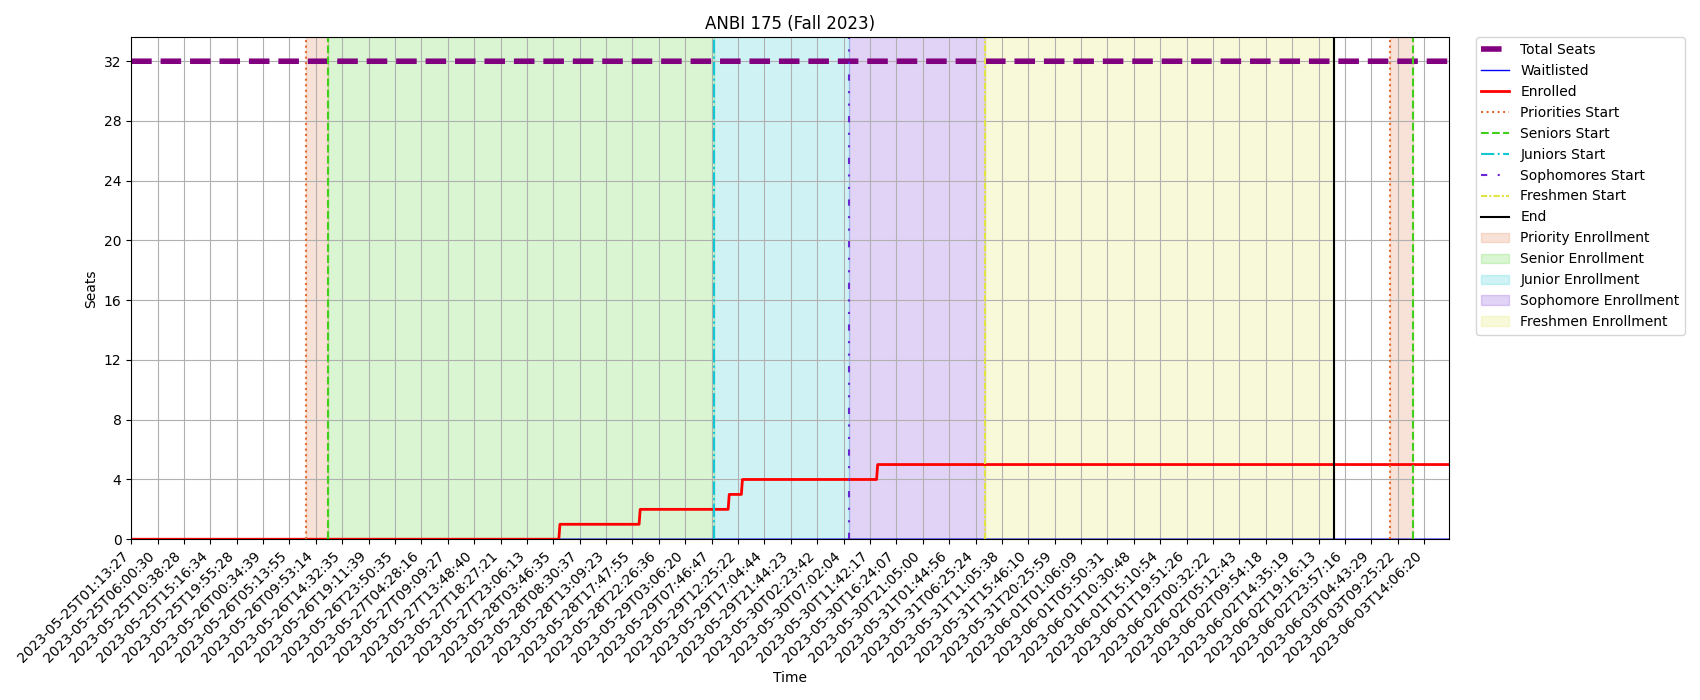 ANBI 175 (Fall 2023)
Seats
32
28
24
20
16
12
8
4
0
2023-05-25T01:13:27
2023-05-25T06:00:30
2023-05-25T10:38:28
2023-05-25T15:16:34
2023-05-25T19:55:28
2023-05-26T00:34:39
2023-05-26T05:13:55
2023-05-26T09:53:14
2023-05-26T14:32:35
2023-05-26T19:11:39
2023-05-26T23:50:35
2023-05-27T04:28:16
2023-05-27T09:09:27
2023-05-27T13:48:40
2023-05-27T18:27:21
2023-05-27T23:06:13
2023-05-28T03:46:35
2023-05-28T08:30:37
2023-05-28T13:09:23
2023-05-28T17:47:55
2023-05-28T22:26:36
2023-05-29T03:06:20
2023-05-29T07:46:47
2023-05-29T12:25:22
2023-05-29T17:04:44
2023-05-29T21:44:23
2023-05-30T02:23:42
2023-05-30T07:02:04
2023-05-30T11:42:17
2023-05-30T16:24:07
2023-05-30T21:05:00
2023-05-31T01:44:56
2023-05-31T06:25:24
2023-05-31T11:05:38
2023-05-31T15:46:10
2023-05-31T20:25:59
2023-06-01T01:06:09
2023-06-01T05:50:31
2023-06-01T10:30:48
2023-06-01T15:10:54
2023-06-01T19:51:26
2023-06-02T00:32:22
2023-06-02T05:12:43
2023-06-02T09:54:18
2023-06-02T14:35:19
2023-06-02T19:16:13
2023-06-02T23:57:16
2023-06-03T04:43:29
2023-06-03T09:25:22
2023-06-03T14:06:20
Time
Total Seats
Waitlisted
Enrolled
Priorities Start
Seniors Start
Juniors Start
Sophomores Start
Freshmen Start
End
Priority Enrollment
Senior Enrollment
Junior Enrollment
Sophomore Enrollment
Freshmen Enrollment